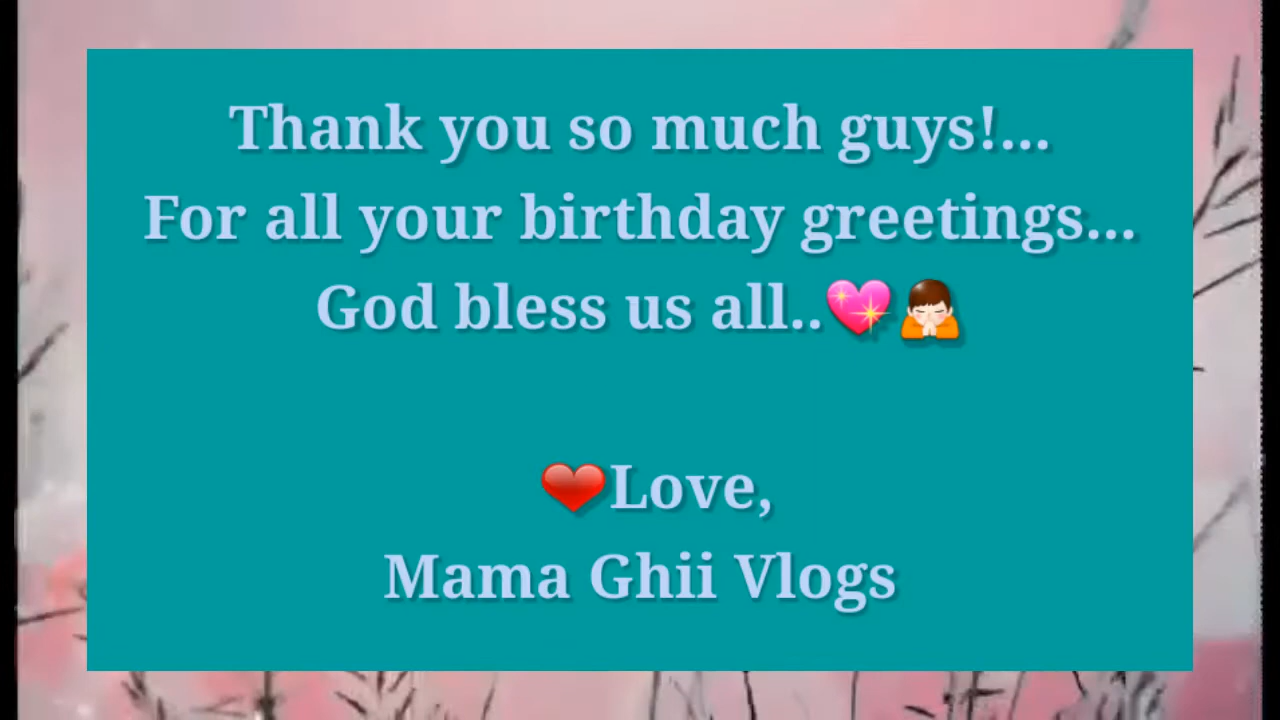 Thank you so much guys!...
For all your birthday greetings...
God bless us all..💖🙏
❤Love,
Mama Ghii Vlogs